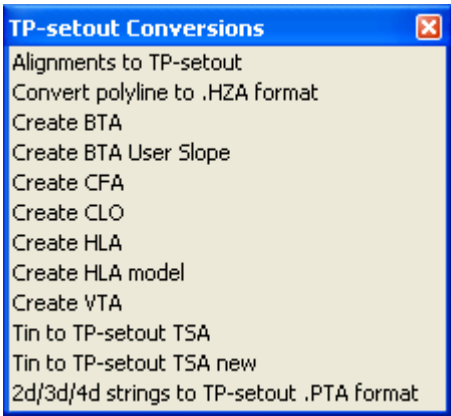 TP-setout Conversions
Alignments to TP-setout
Convert polyline to .HZA format
Create BTA
Create BTA User Slope
Create CFA
Create CLO
Create HLA
Create HLA model
Create VTA
Tin to TP-setout TSA
Tin to TP-setout TSA new
2d/3d/4d strings to TP-setout .PTA format